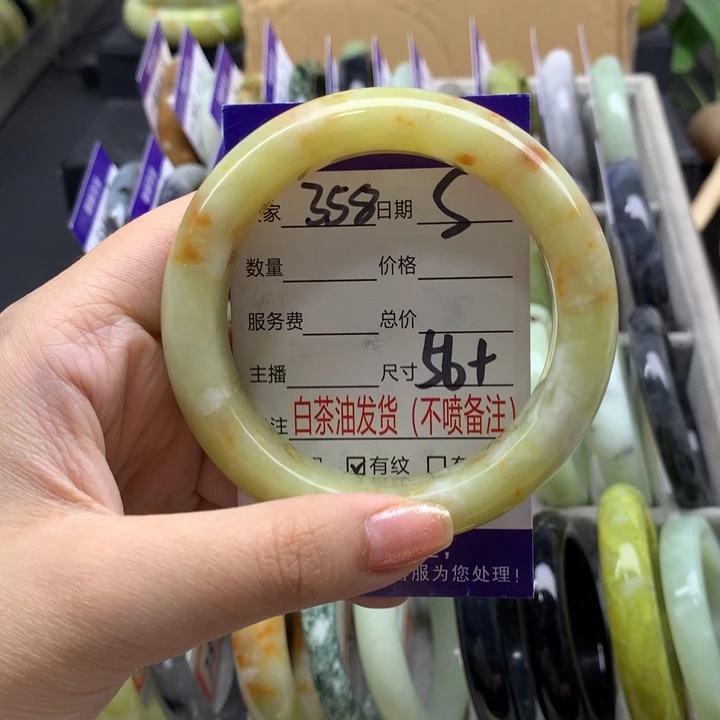 家 358 日期 5
数量 价格
服务费 总价
主播 尺寸 56+
注 白茶油发货（不喷备注）
☑有纹 □
服为您处理！